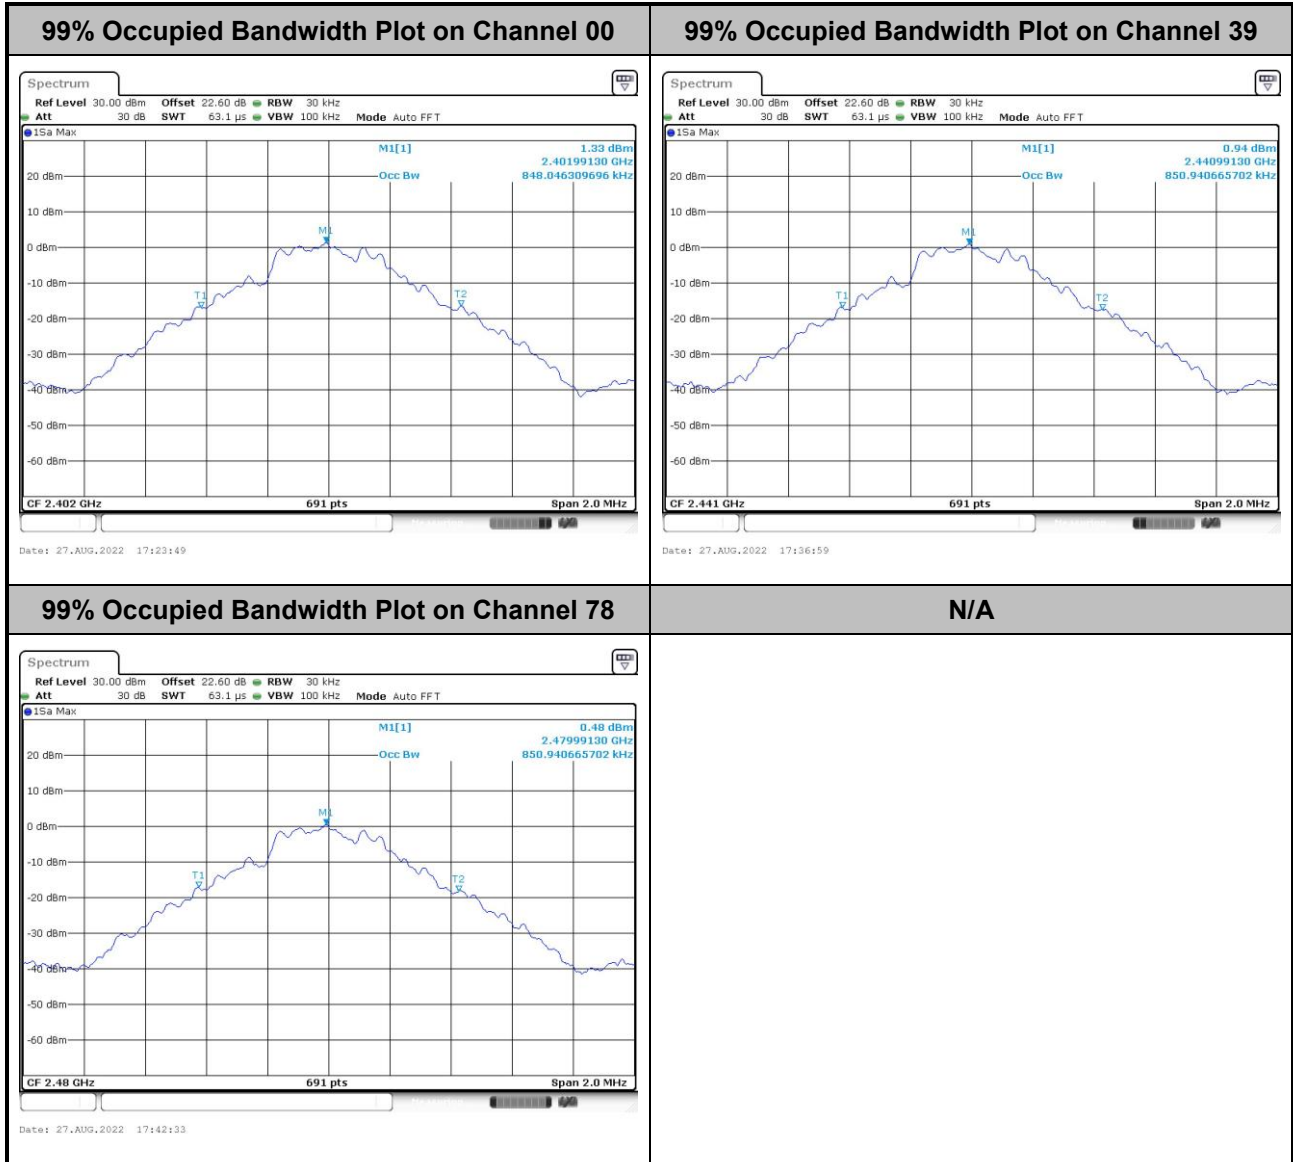 99% Occupied Bandwidth Plot on Channel 00
99% Occupied Bandwidth Plot on Channel 39
Spectrum
Ref Level 30.00 dBm Offset 22.60 dB RBW 30 kHz
Att 30 dB SWT 63.1 µs VBW 100 kHz Mode Auto FFT
1Sa Max
M1[1] 1.33 dBm
2.40199130 GHz
Occ Bw 848.046309696 kHz
20 dBm
10 dBm
M1
0 dBm
-10 dBm
T1
T2
-20 dBm
-30 dBm
-40 dBm
-50 dBm
-60 dBm
CF 2.402 GHz 691 pts Span 2.0 MHz
Date: 27.AUG.2022 17:23:49
Spectrum
Ref Level 30.00 dBm Offset 22.60 dB RBW 30 kHz
Att 30 dB SWT 63.1 µs VBW 100 kHz Mode Auto FFT
1Sa Max
M1[1] 0.94 dBm
2.44099130 GHz
Occ Bw 850.940665702 kHz
20 dBm
10 dBm
M1
0 dBm
-10 dBm
T1
T2
-20 dBm
-30 dBm
-40 dBm
-50 dBm
-60 dBm
CF 2.441 GHz 691 pts Span 2.0 MHz
Date: 27.AUG.2022 17:36:59
99% Occupied Bandwidth Plot on Channel 78
N/A
Spectrum
Ref Level 30.00 dBm Offset 22.60 dB RBW 30 kHz
Att 30 dB SWT 63.1 µs VBW 100 kHz Mode Auto FFT
1Sa Max
M1[1] 0.48 dBm
2.47999130 GHz
Occ Bw 850.940665702 kHz
20 dBm
10 dBm
M1
0 dBm
-10 dBm
T1
T2
-20 dBm
-30 dBm
-40 dBm
-50 dBm
-60 dBm
CF 2.48 GHz 691 pts Span 2.0 MHz
Date: 27.AUG.2022 17:42:33